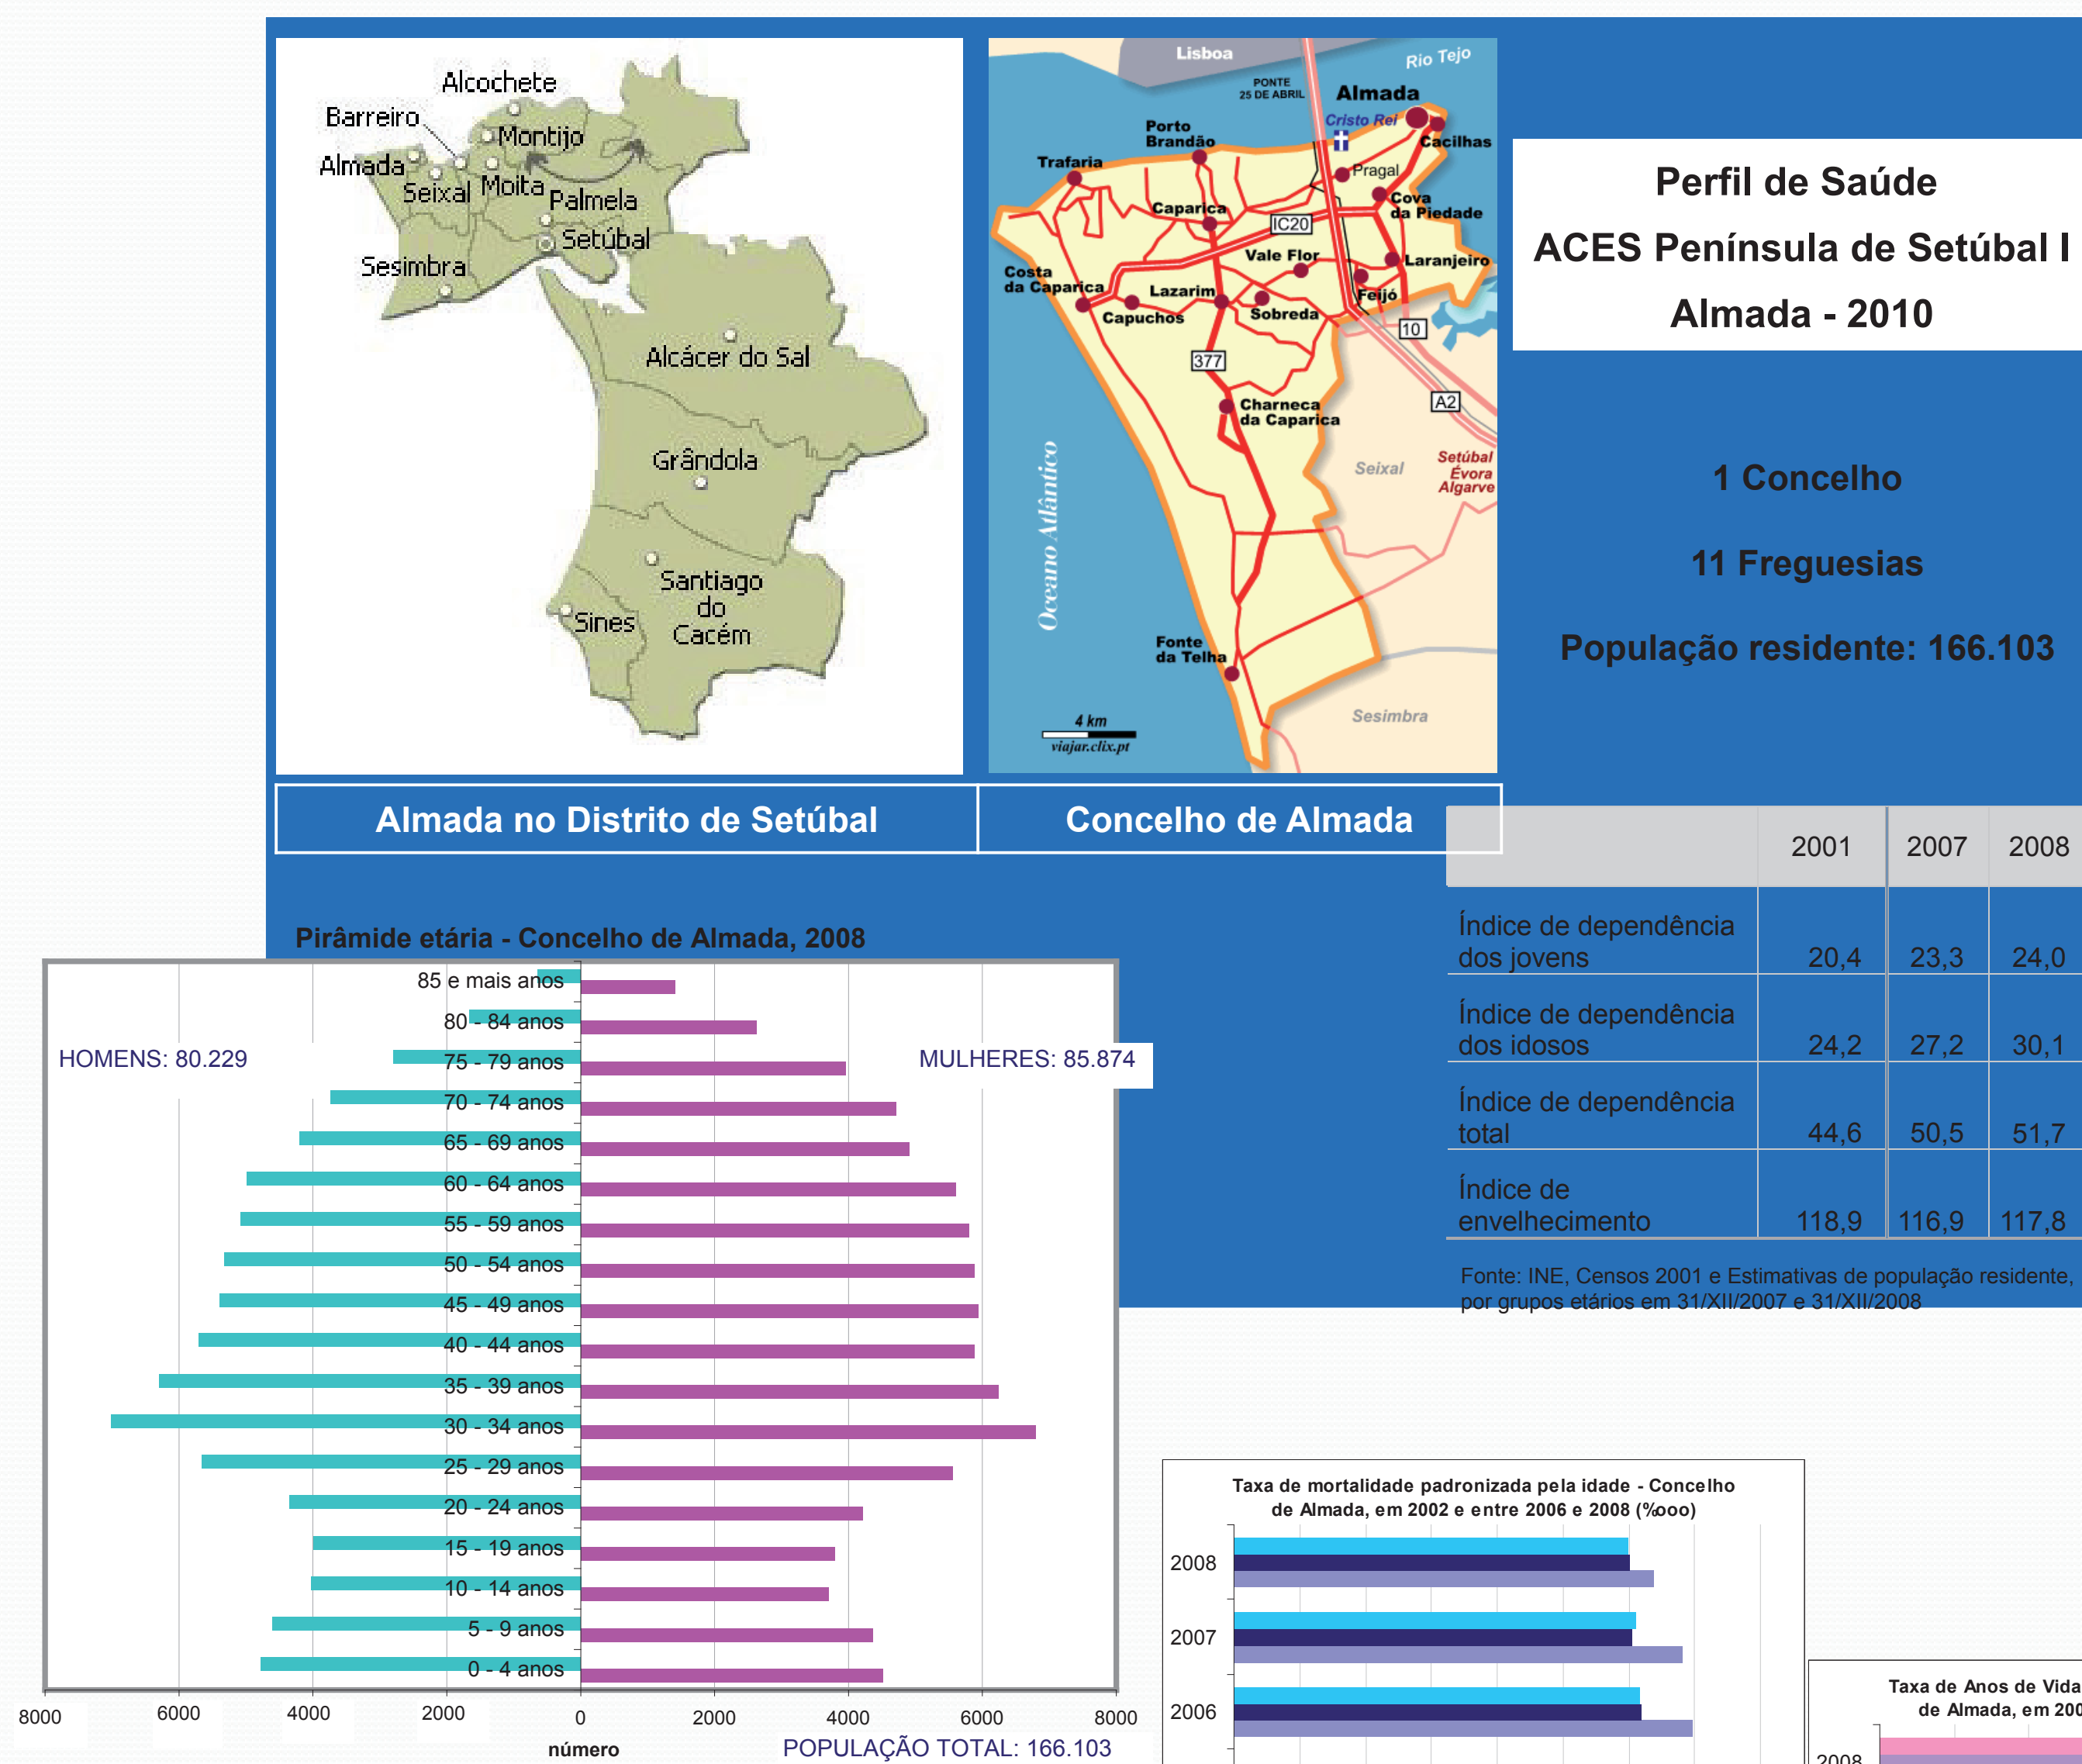 Alcochete
Barreiro
Montijo
Almada
Seixal
Moita
Palmela
Setúbal
Sesimbra
Alcácer do Sal
Grândola
Santiago
do
Cacém
Sines
Lisboa
Rio Tejo
PONTE
25 DE ABRIL
Almada
Cristo Rei
Cacilhas
Porto
Brandão
Trafaria
Pragal
Cova
da Piedade
Caparica
IC20
Vale Flor
Laranjeiro
Costa
da Caparica
Lazarim
Feijó
Capuchos
Sobreda
10
377
A2
Charneca
da Caparica
Oceano Atlântico
Seixal
Setúbal
Évora
Algarve
Fonte
da Telha
Sesimbra
4 km
viajar.clix.pt
Perfil de Saúde
ACES Península de Setúbal I
Almada - 2010
1 Concelho
11 Freguesias
População residente: 166.103
Almada no Distrito de Setúbal
Concelho de Almada
2001 2007 2008
Índice de dependência
dos jovens 20,4 23,3 24,0
Índice de dependência
dos idosos 24,2 27,2 30,1
Índice de dependência
total 44,6 50,5 51,7
Índice de
envelhecimento 118,9 116,9 117,8
Fonte: INE, Censos 2001 e Estimativas de população residente,
por grupos etários em 31/XII/2007 e 31/XII/2008
Pirâmide etária - Concelho de Almada, 2008
85 e mais anos
80 - 84 anos
HOMENS: 80.229
75 - 79 anos
MULHERES: 85.874
70 - 74 anos
65 - 69 anos
60 - 64 anos
55 - 59 anos
50 - 54 anos
45 - 49 anos
40 - 44 anos
35 - 39 anos
30 - 34 anos
25 - 29 anos
20 - 24 anos
15 - 19 anos
10 - 14 anos
5 - 9 anos
0 - 4 anos
8000 6000 4000 2000 0 2000 4000 6000 8000
número
POPULAÇÃO TOTAL: 166.103
Taxa de mortalidade padronizada pela idade - Concelho
de Almada, em 2002 e entre 2006 e 2008 (%ooo)
2008
2007
2006
Taxa de Anos de Vida
de Almada, em 200
2008